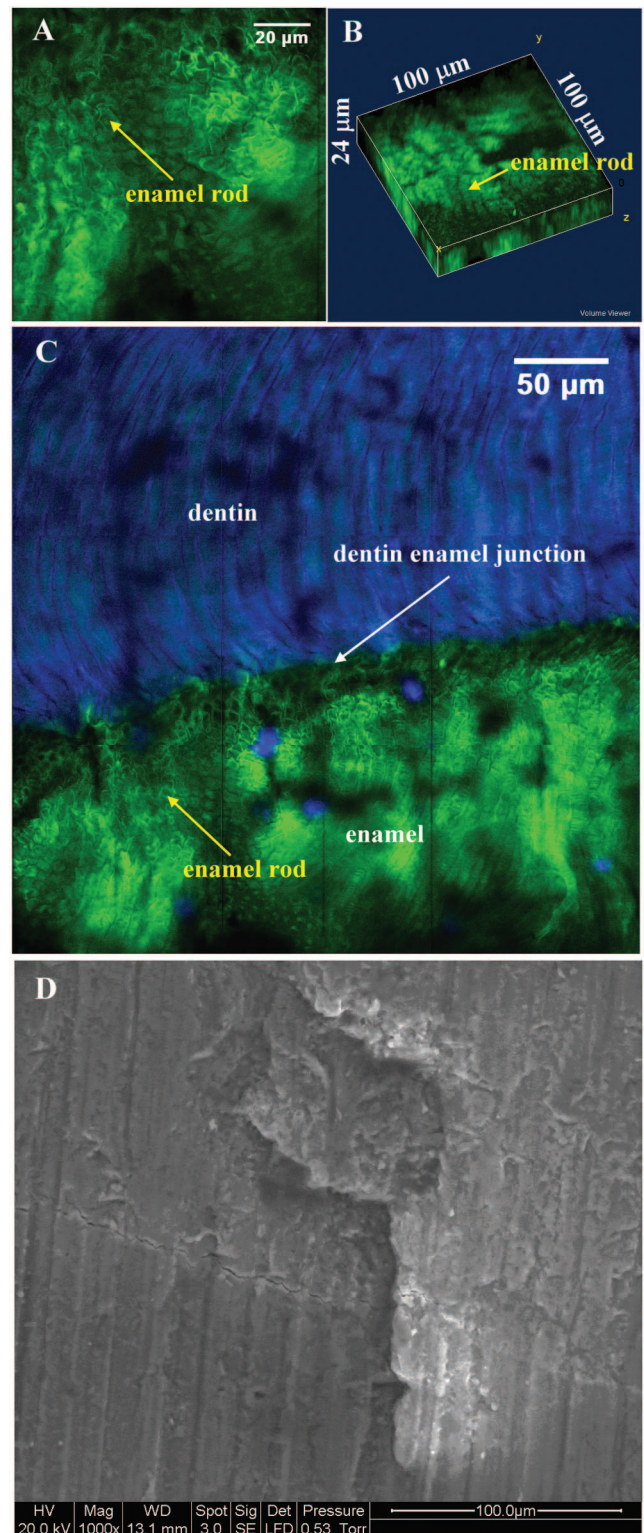 A
20 µm
enamel rod
B
y
100 µm
100 µm
24 µm
enamel rod
0
x
z
Volume Viewer
C
50 µm
dentin
dentin enamel junction
enamel
enamel rod
D
HV Mag WD Spot Sig Det Pressure
20.0 kV 1000x 13.1 mm 3.0 SE LFD 0.53 Torr
100.0µm